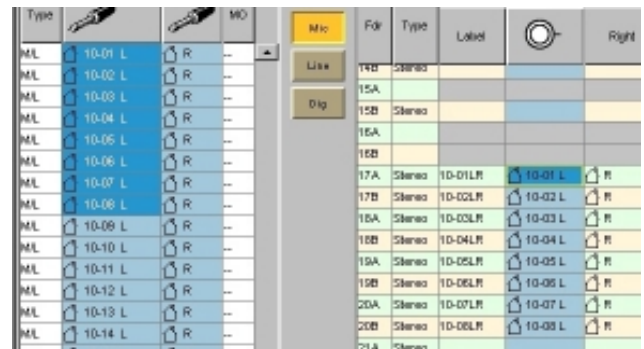 Type MO
M/L 10-01 L R --
M/L 10-02 L R --
M/L 10-03 L R --
M/L 10-04 L R --
M/L 10-05 L R --
M/L 10-06 L R --
M/L 10-07 L R --
M/L 10-08 L R --
M/L 10-09 L R --
M/L 10-10 L R --
M/L 10-11 L R --
M/L 10-12 L R --
M/L 10-13 L R --
M/L 10-14 L R --
Mic
Line
Dig
Fdr Type Label Right
14B Stereo
15A
15B Stereo
16A
16B
17A Stereo 10-01LR 10-01 L R
17B Stereo 10-02LR 10-02 L R
18A Stereo 10-03LR 10-03 L R
18B Stereo 10-04LR 10-04 L R
19A Stereo 10-05LR 10-05 L R
19B Stereo 10-06LR 10-06 L R
20A Stereo 10-07LR 10-07 L R
20B Stereo 10-08LR 10-08 L R
21A Stereo